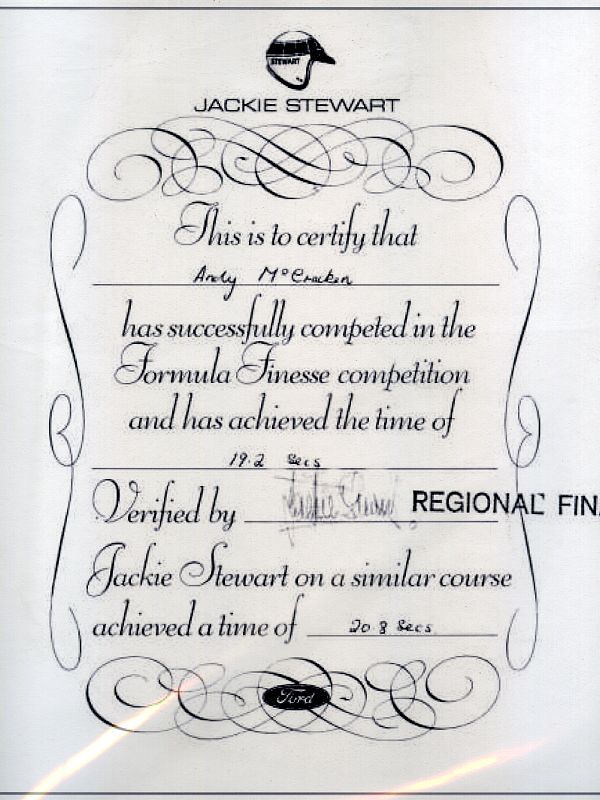 STEWART
JACKIE STEWART
This is to certify that
Andy McCracken
has successfully competed in the
Formula Finesse competition
and has achieved the time of
19.2 secs
Verified by Jackie Stewart REGIONAL FINA
Jackie Stewart on a similar course
achieved a time of 20.8 secs
Ford